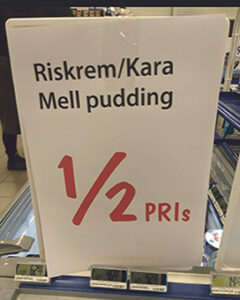 Riskrem/Kara
Mell pudding
1/2 PRIs